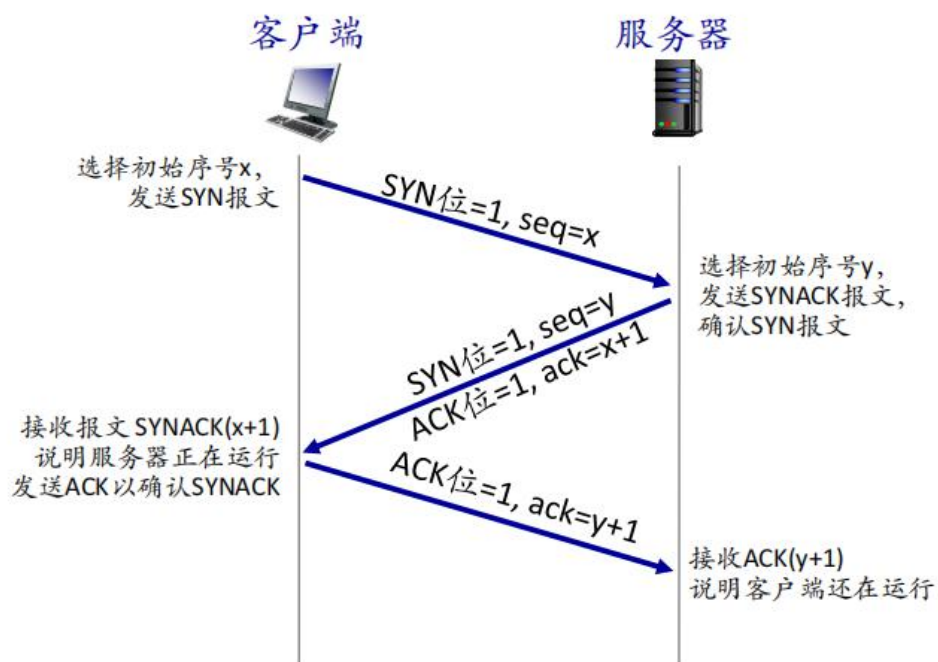 客户端
服务器
选择初始序号x，
发送SYN报文
SYN位=1, seq=x
选择初始序号y，
发送SYNACK报文，
确认SYN报文
SYN位=1, seq=y
ACK位=1, ack=x+1
接收报文 SYNACK(x+1)
说明服务器正在运行
发送ACK以确认SYNACK
ACK位=1, ack=y+1
接收ACK(y+1)
说明客户端还在运行